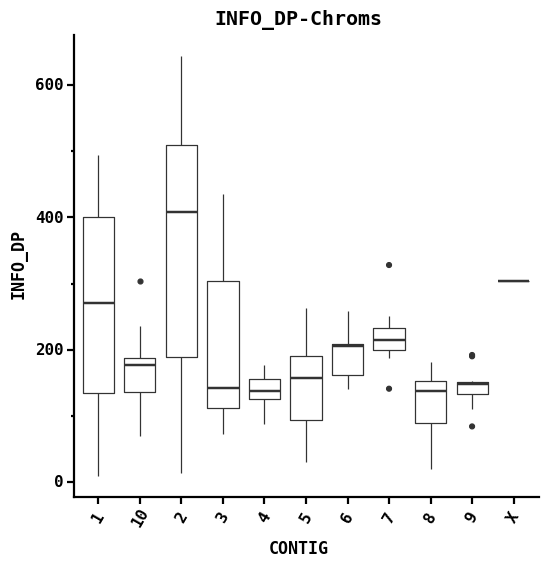 INFO_DP-Chroms
600
400
200
0
INFO_DP
1 10 2 3 4 5 6 7 8 9 X
CONTIG